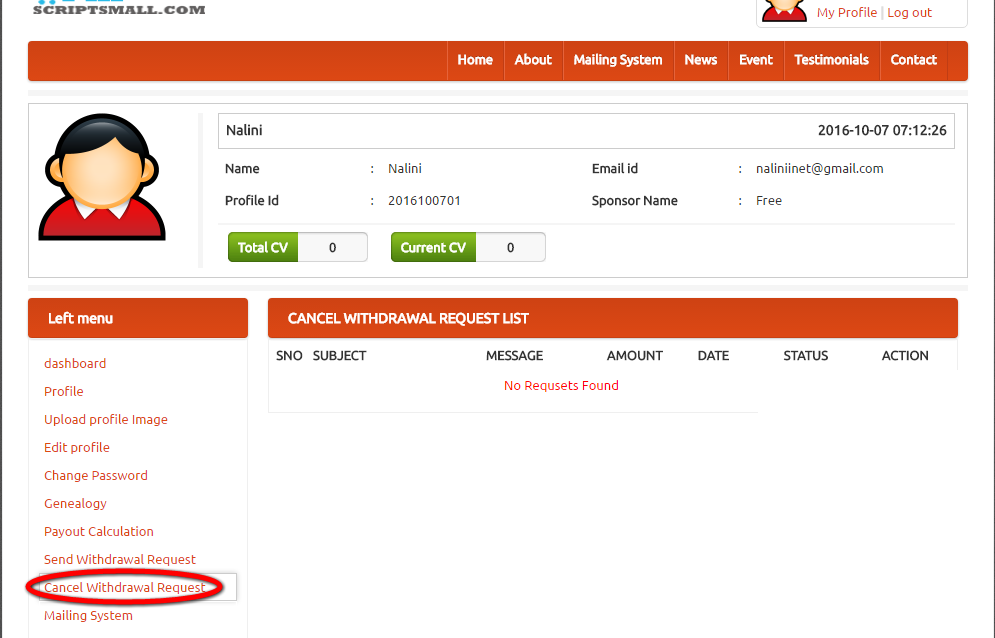 SCRIPTSMALL.COM
My Profile | Log out
Home About Mailing System News Event Testimonials Contact
Nalini 2016-10-07 07:12:26
Name : Nalini Email id : naliniinet@gmail.com
Profile Id : 2016100701 Sponsor Name : Free
Total CV 0 Current CV 0
Left menu
CANCEL WITHDRAWAL REQUEST LIST
SNO SUBJECT MESSAGE AMOUNT DATE STATUS ACTION
No Requsets Found
dashboard
Profile
Upload profile Image
Edit profile
Change Password
Genealogy
Payout Calculation
Send Withdrawal Request
Cancel Withdrawal Request
Mailing System